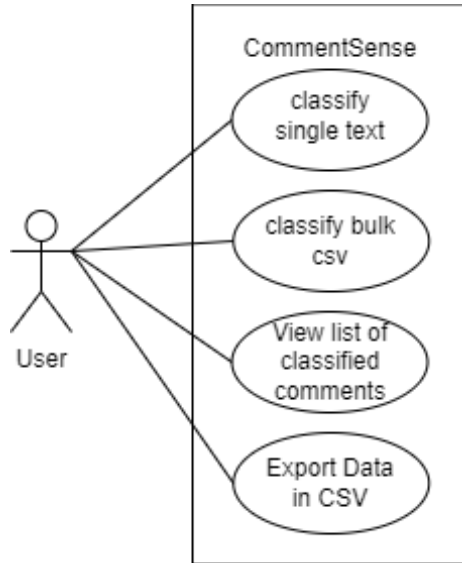 CommentSense
classify
single text
classify bulk
csv
View list of
classified
comments
User
Export Data
in CSV